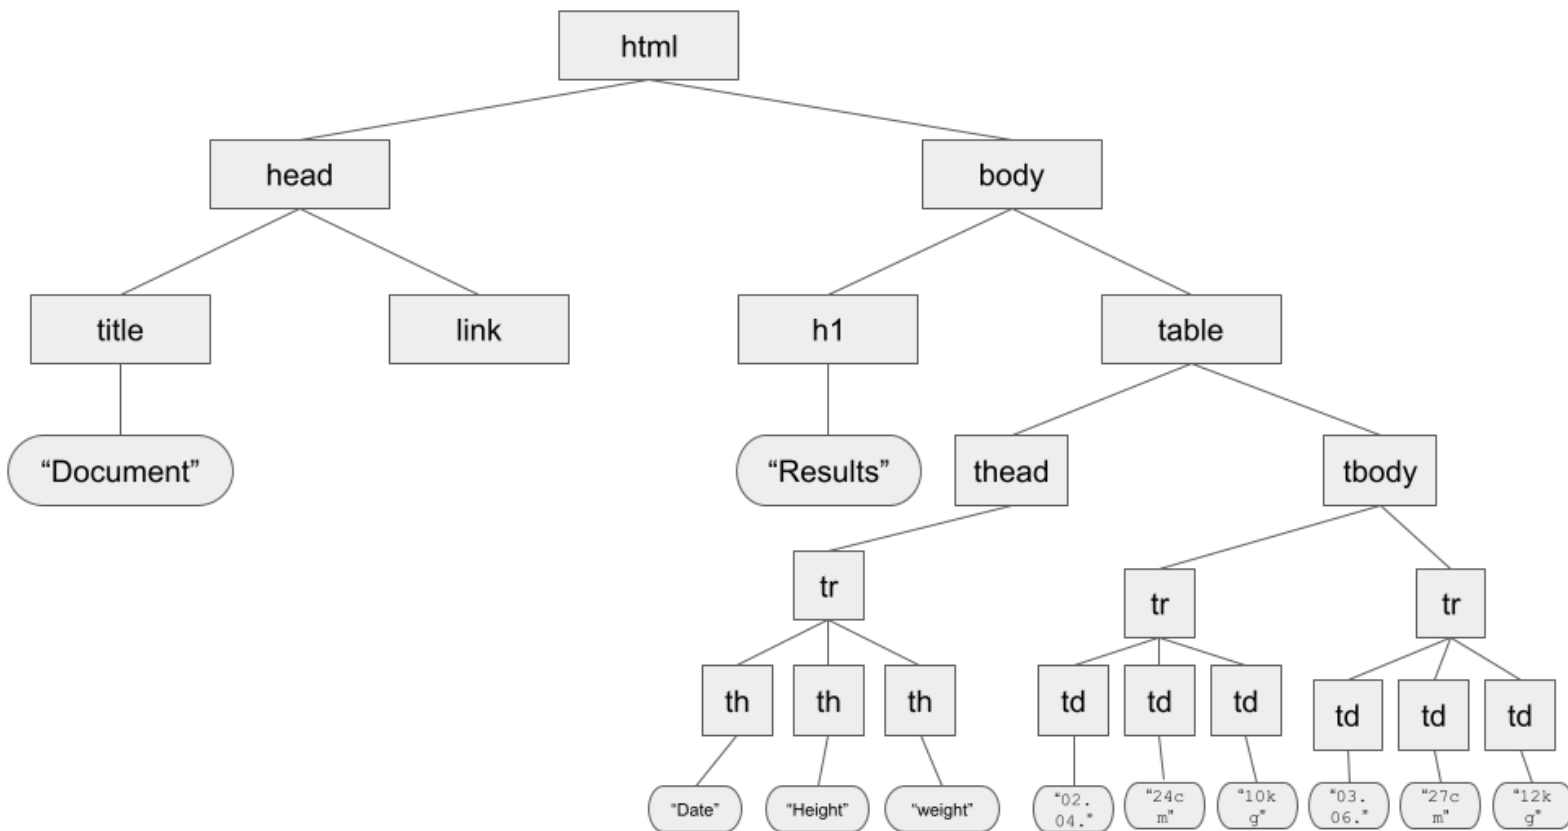 html
head
body
title
link
h1
table
“Document”
“Results”
thead
tbody
tr
tr
tr
th
th
th
td
td
td
td
td
td
“Date”
“Height”
“weight”
“02.
04.”
“24c
m”
“10k
g”
“03.
06.”
“27c
m”
“12k
g”